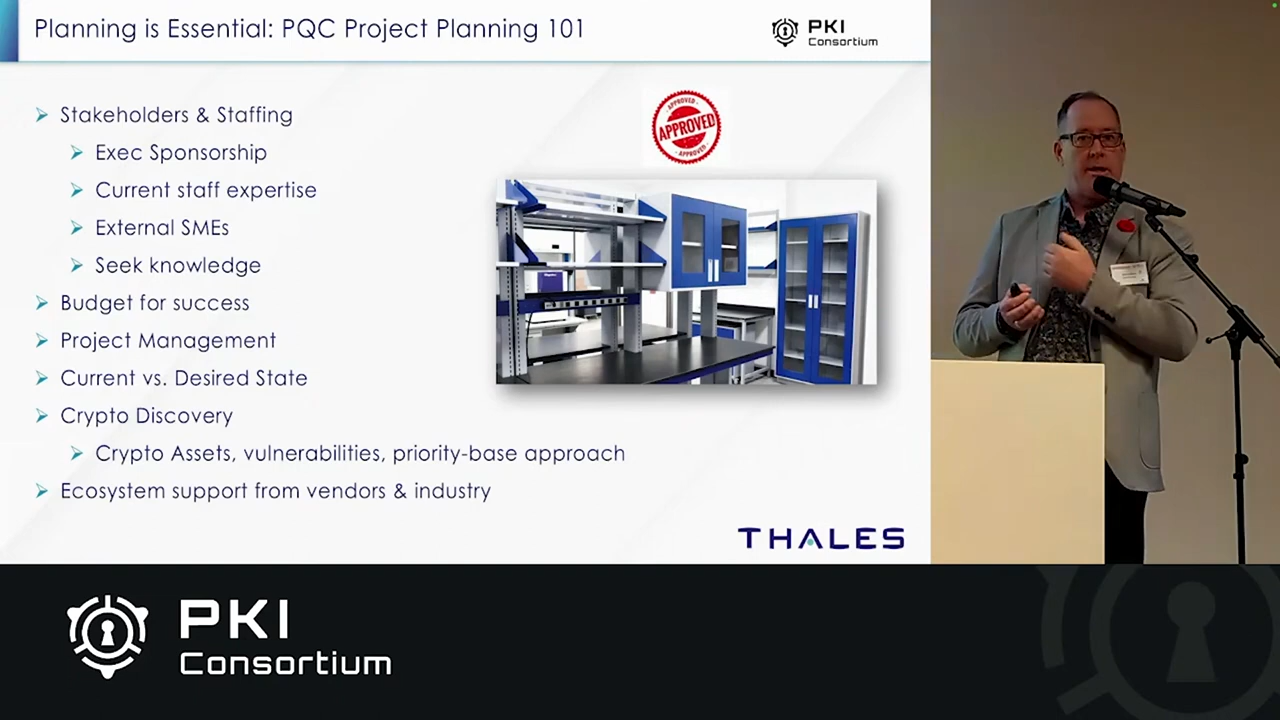 Planning is Essential: PQC Project Planning 101
PKI
Consortium
Stakeholders & Staffing
Exec Sponsorship
Current staff expertise
External SMEs
Seek knowledge
Budget for success
Project Management
Current vs. Desired State
Crypto Discovery
Crypto Assets, vulnerabilities, priority-base approach
Ecosystem support from vendors & industry
APPROVED
APPROVED
APPROVED
THALES
PKI
Consortium